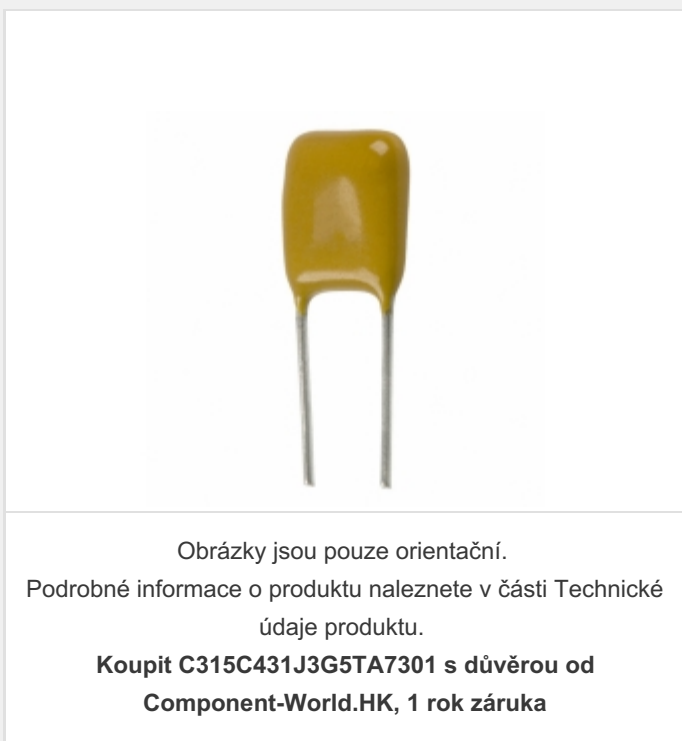 Obrázky jsou pouze orientační.
Podrobné informace o produktu naleznete v části Technické
údaje produktu.
Koupit C315C431J3G5TA7301 s důvěrou od
Component-World.HK, 1 rok záruka